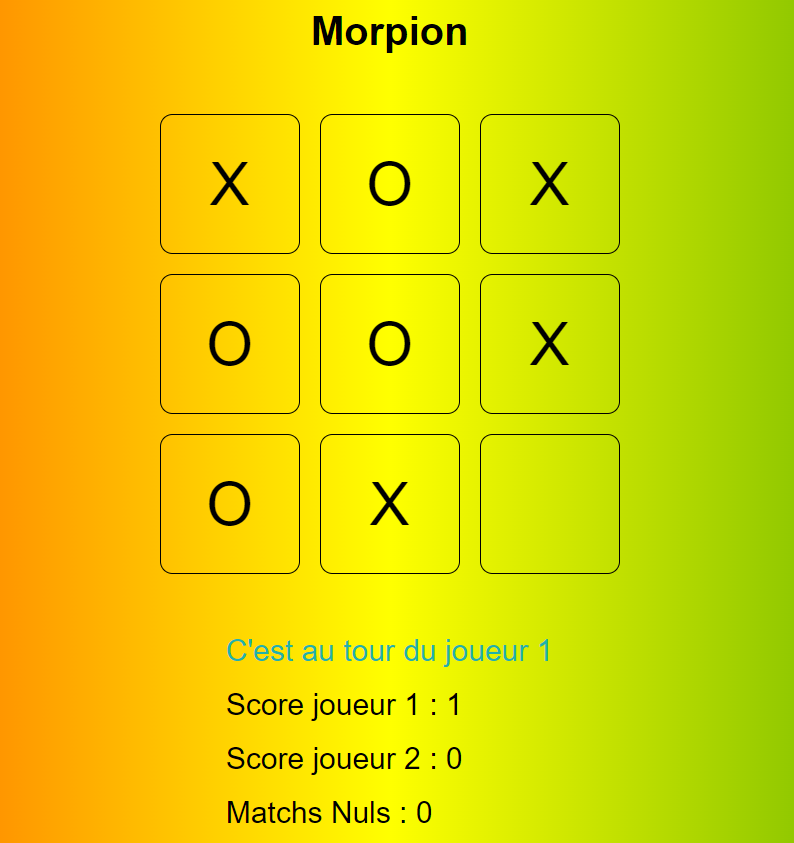 Morpion
X O X
O O X
O X
C'est au tour du joueur 1
Score joueur 1 : 1
Score joueur 2 : 0
Matchs Nuls : 0